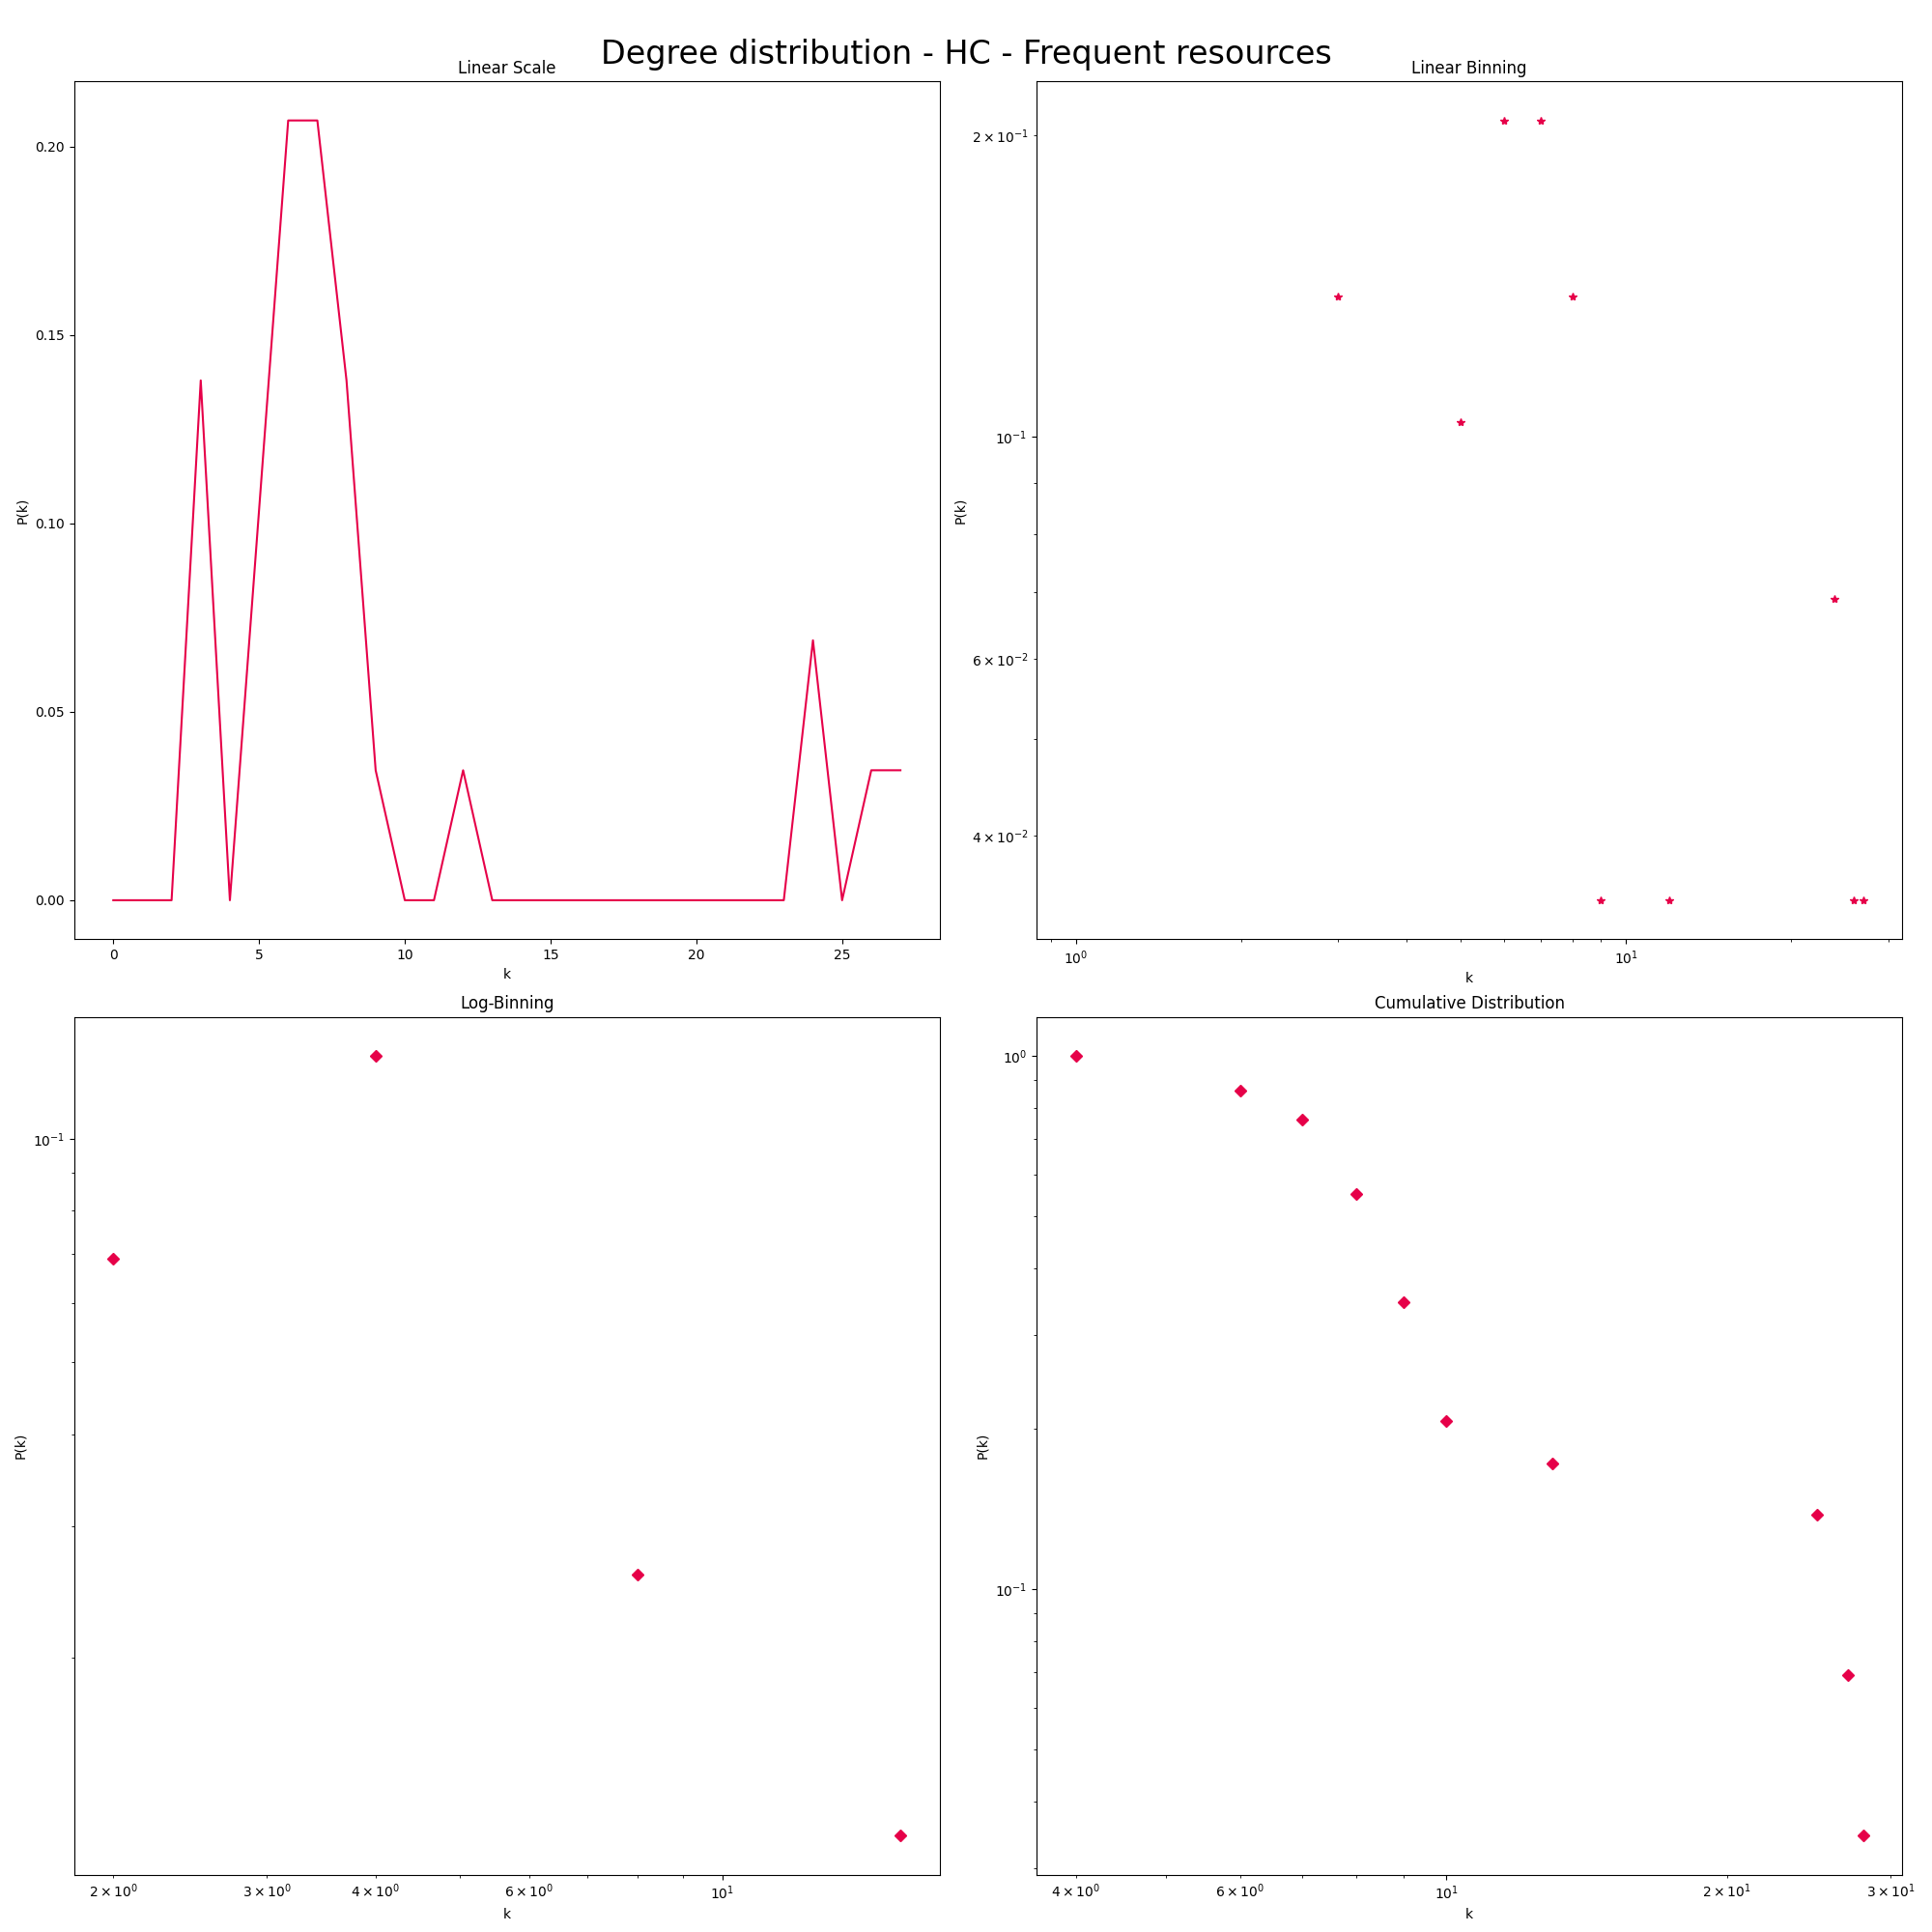 Degree distribution - HC - Frequent resources
Linear Scale
P(k)
0.20
0.15
0.10
0.05
0.00
0 5 10 15 20 25
k
Linear Binning
P(k)
2 × 10⁻¹
10⁻¹
6 × 10⁻²
4 × 10⁻²
10⁰ 10¹
k
Log-Binning
P(k)
10⁻¹
2 × 10⁰ 3 × 10⁰ 4 × 10⁰ 6 × 10⁰ 10¹
k
Cumulative Distribution
P(k)
10⁰
10⁻¹
4 × 10⁰ 6 × 10⁰ 10¹ 2 × 10¹ 3 × 10¹
k